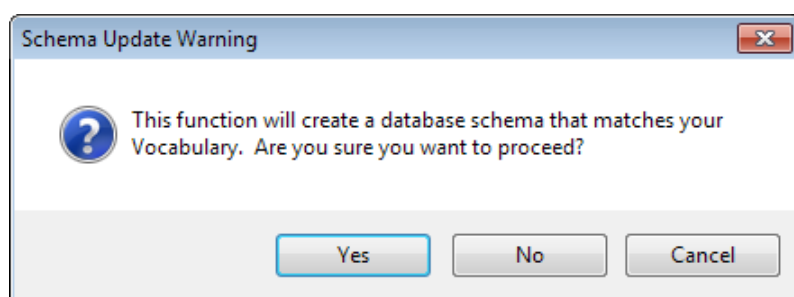 Schema Update Warning
This function will create a database schema that matches your
Vocabulary.  Are you sure you want to proceed?
Yes
No
Cancel